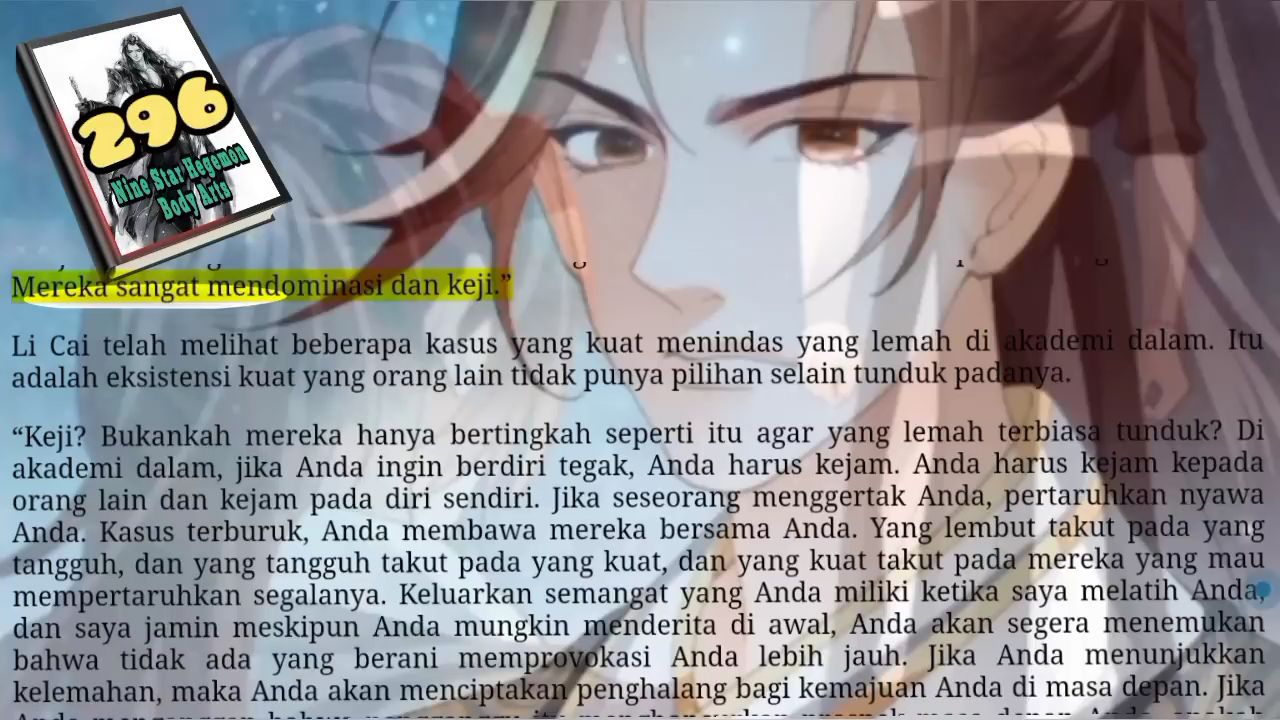 296
Nine Star Hegemon
Body Arts
Mereka sangat mendominasi dan keji.”
Li Cai telah melihat beberapa kasus yang kuat menindas yang lemah di akademi dalam. Itu
adalah eksistensi kuat yang orang lain tidak punya pilihan selain tunduk padanya.
“Keji? Bukankah mereka hanya bertingkah seperti itu agar yang lemah terbiasa tunduk? Di
akademi dalam, jika Anda ingin berdiri tegak, Anda harus kejam. Anda harus kejam kepada
orang lain dan kejam pada diri sendiri. Jika seseorang menggertak Anda, pertaruhkan nyawa
Anda. Kasus terburuk, Anda membawa mereka bersama Anda. Yang lembut takut pada yang
tangguh, dan yang tangguh takut pada yang kuat, dan yang kuat takut pada mereka yang mau
mempertaruhkan segalanya. Keluarkan semangat yang Anda miliki ketika saya melatih Anda,
dan saya jamin meskipun Anda mungkin menderita di awal, Anda akan segera menemukan
bahwa tidak ada yang berani memprovokasi Anda lebih jauh. Jika Anda menunjukkan
kelemahan, maka Anda akan menciptakan penghalang bagi kemajuan Anda di masa depan. Jika